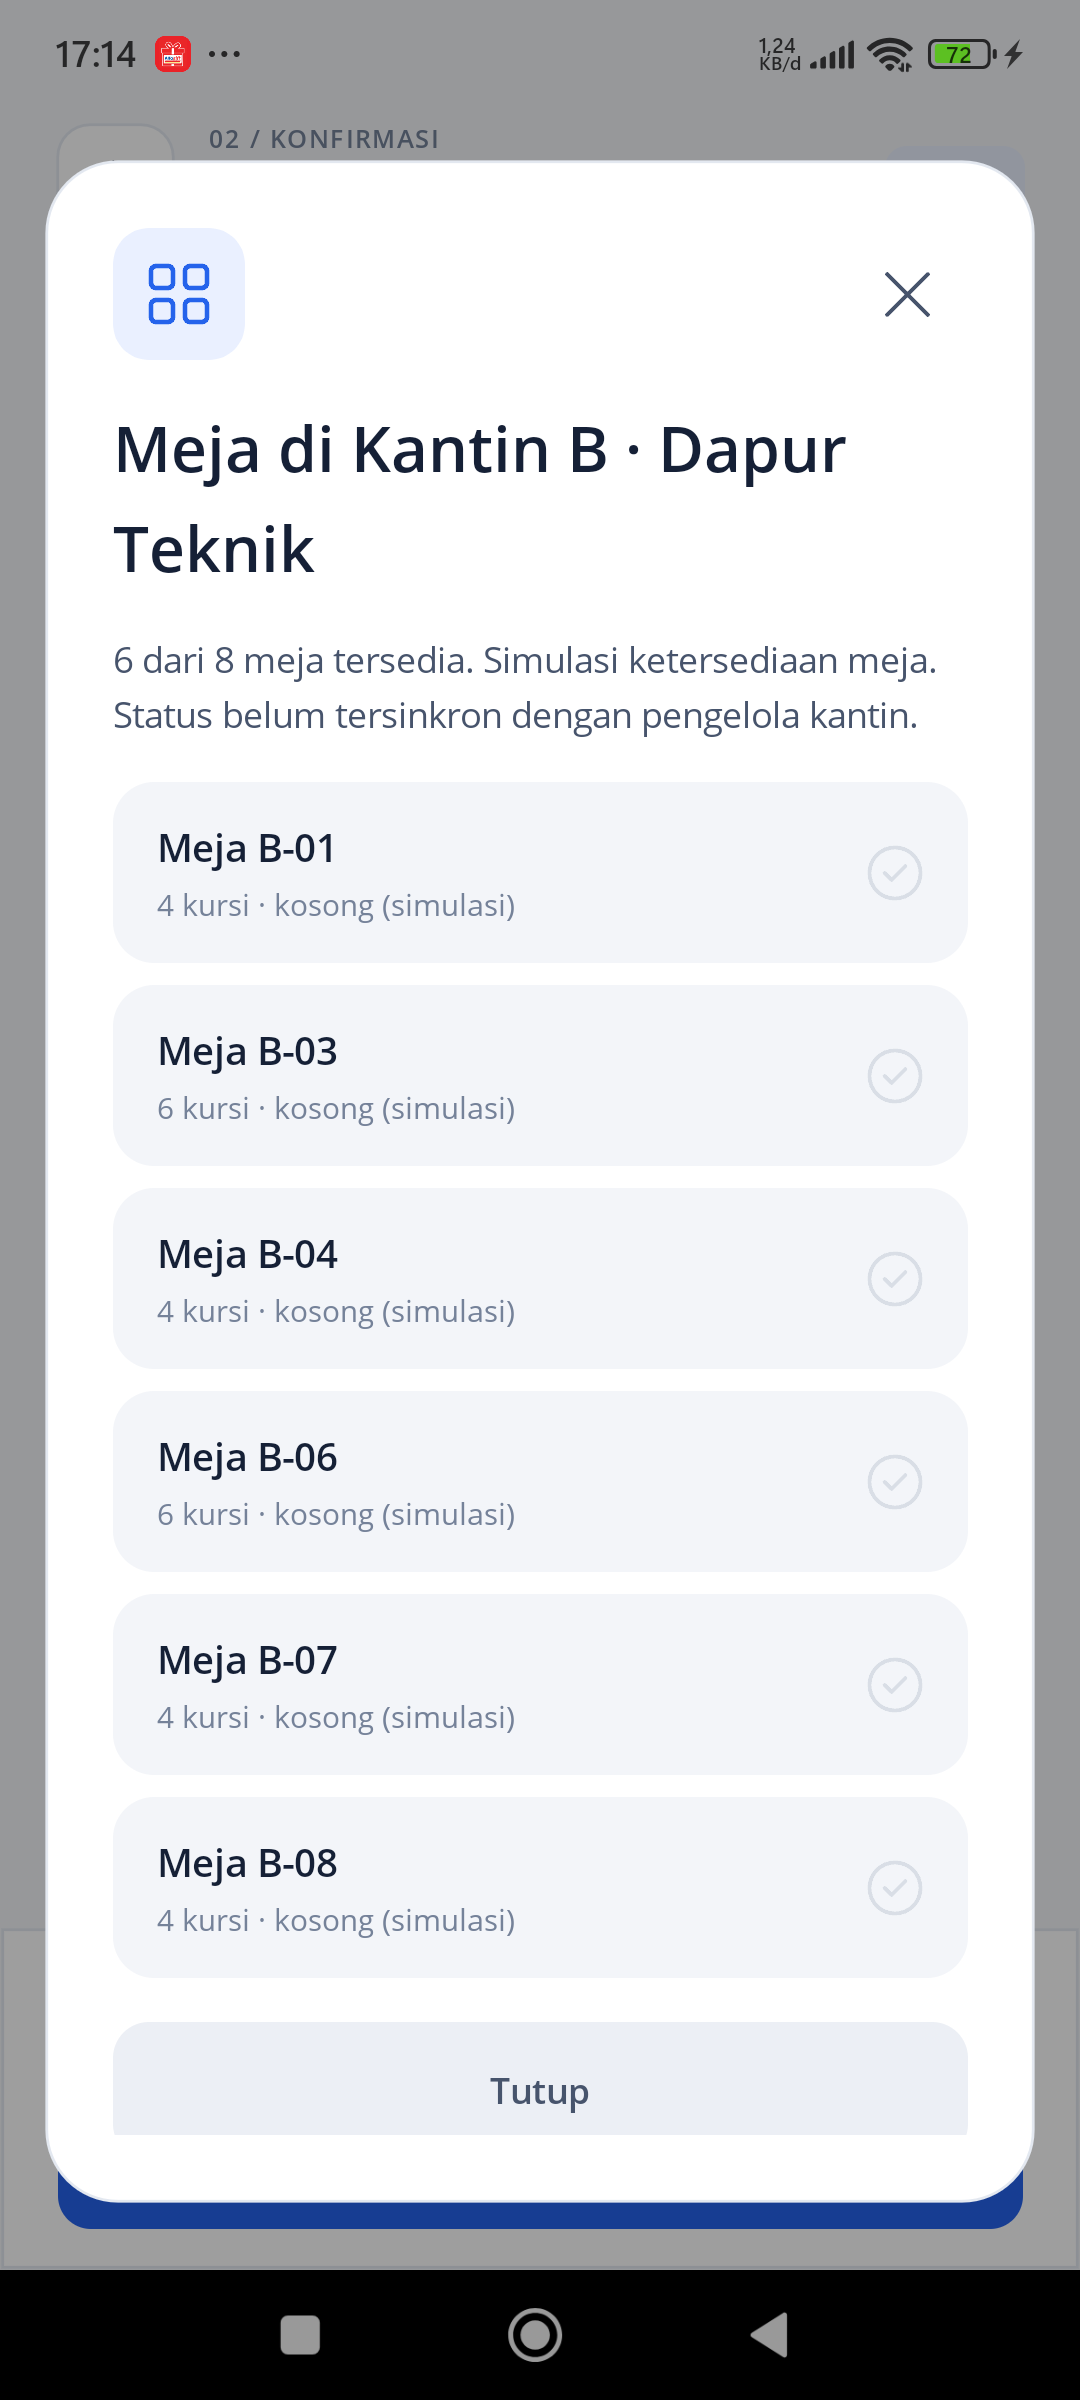 17:14
1,24
KB/d
72
02 / KONFIRMASI
Meja di Kantin B · Dapur
Teknik
6 dari 8 meja tersedia. Simulasi ketersediaan meja.
Status belum tersinkron dengan pengelola kantin.
Meja B-01
4 kursi · kosong (simulasi)
Meja B-03
6 kursi · kosong (simulasi)
Meja B-04
4 kursi · kosong (simulasi)
Meja B-06
6 kursi · kosong (simulasi)
Meja B-07
4 kursi · kosong (simulasi)
Meja B-08
4 kursi · kosong (simulasi)
Tutup